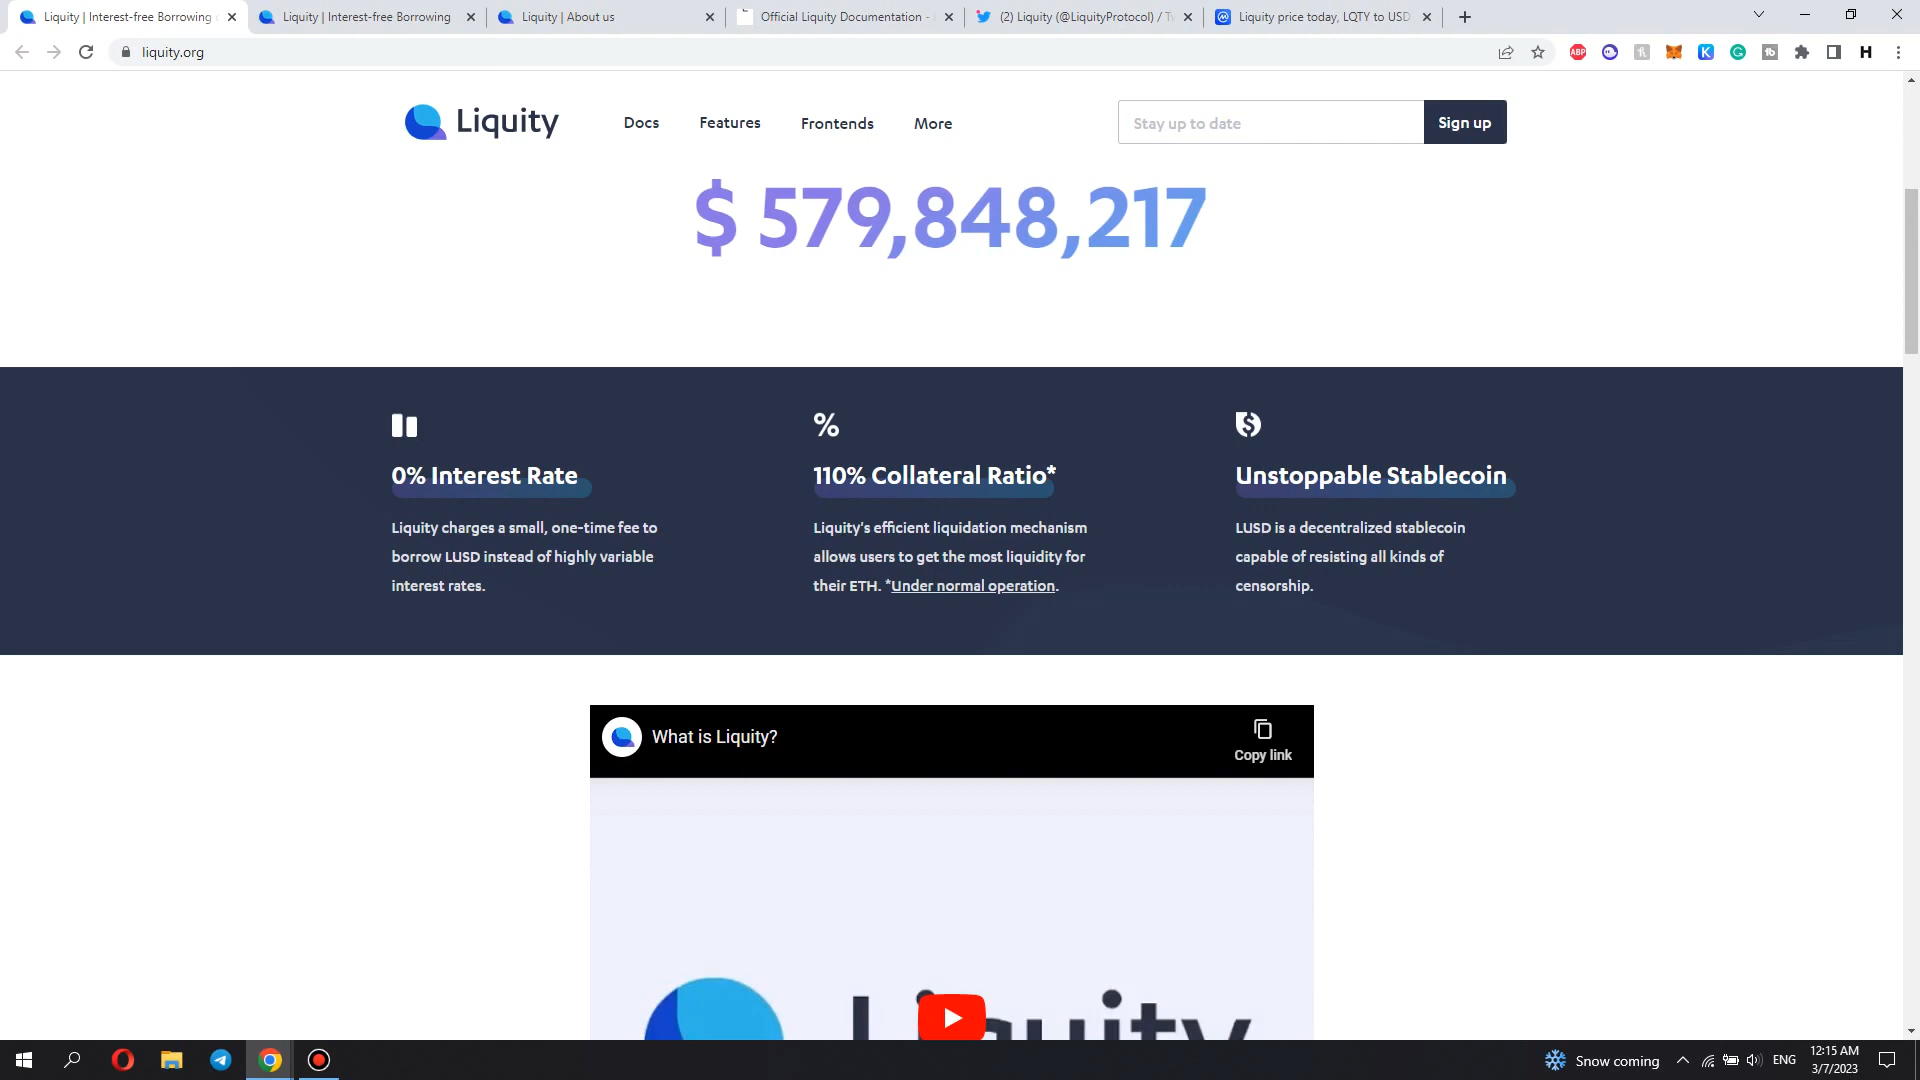 Liquity | Interest-free Borrowing
Liquity | Interest-free Borrowing
Liquity | About us
Official Liquity Documentation -
(2) Liquity (@LiquityProtocol) / Tw
Liquity price today, LQTY to USD
liquity.org
ABP
K
G
tb
H
Liquity
Docs
Features
Frontends
More
Stay up to date
Sign up
$ 579,848,217
%
0% Interest Rate
110% Collateral Ratio*
Unstoppable Stablecoin
Liquity charges a small, one-time fee to
borrow LUSD instead of highly variable
interest rates.
Liquity's efficient liquidation mechanism
allows users to get the most liquidity for
their ETH. *Under normal operation.
LUSD is a decentralized stablecoin
capable of resisting all kinds of
censorship.
What is Liquity?
Copy link
Liquity
Snow coming
ENG
12:15 AM
3/7/2023